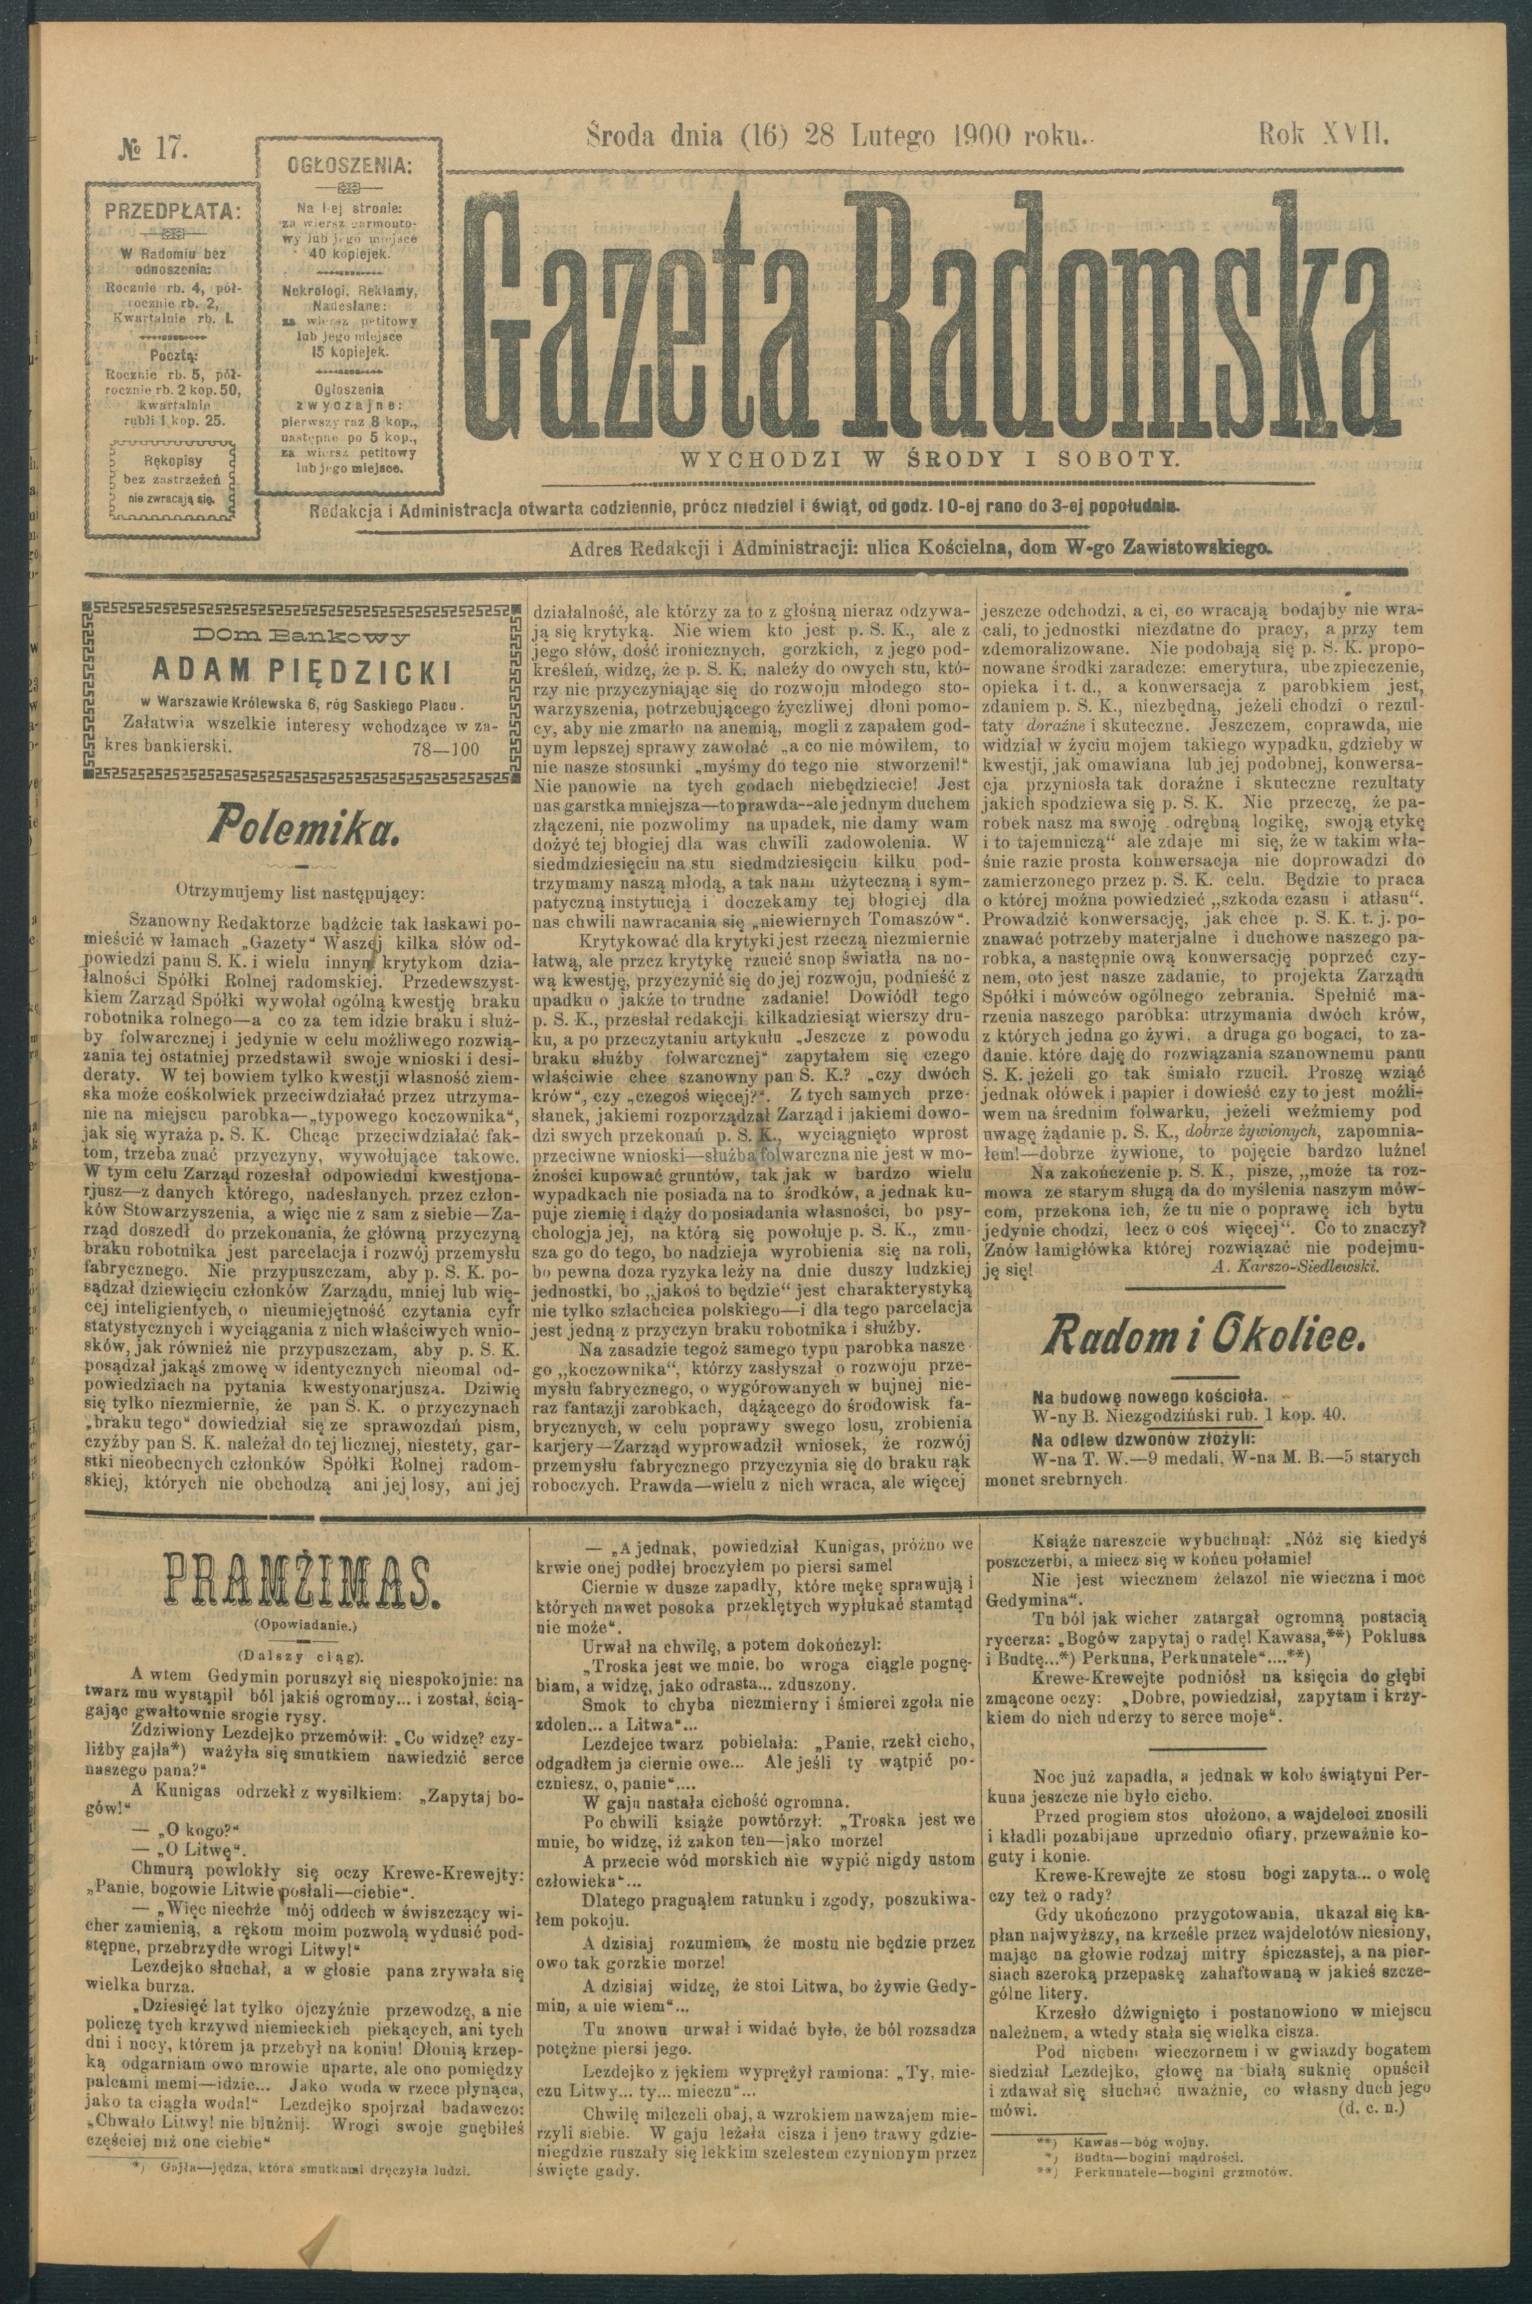 № 17.
Środa dnia (16) 28 Lutego 1900 roku.
Rok XVII.
PRZEDPŁATA:
W Radomiu bez
odnoszenia:
Rocznie rb. 4, pół-
rocznie rb. 2,
Kwartalnie rb. 1.
Pocztą:
Rocznie rb. 5, pół-
rocznie rb. 2 kop. 50,
kwartalnie
rubli 1 kop. 25.
Rękopisy
bez zastrzeżeń
nie zwracają się.
OGŁOSZENIA:
Na I-ej stronie:
za wiersz garmonto-
wy lub jego miejsce
40 kopiejek.
Nekrologi, Reklamy,
Nadesłane:
za wiersz petitowy
lub jego miejsce
15 kopiejek.
Ogłoszenia
zwyczajne:
pierwszy raz 8 kop.,
następne po 5 kop.,
za wiersz petitowy
lub jego miejsce.
Gazeta Radomska
WYCHODZI W ŚRODY I SOBOTY.
Redakcja i Administracja otwarta codziennie, prócz niedziel i świąt, od godz. 10-ej rano do 3-ej popołudniu.
Adres Redakcji i Administracji: ulica Kościelna, dom W-go Zawistowskiego.
Dom Bankowy
ADAM PIĘDZICKI
w Warszawie Królewska 6, róg Saskiego Placu.
Załatwia wszelkie interesy wchodzące w za-
kres bankierski. 78—100
Polemika.
Otrzymujemy list następujący:
Szanowny Redaktorze bądźcie tak łaskawi po-
mieścić w łamach „Gazety“ Waszej kilka słów od-
powiedzi panu S. K. i wielu innym krytykom dzia-
łalności Spółki Rolnej radomskiej. Przedewszyst-
kiem Zarząd Spółki wywołał ogólną kwestję braku
robotnika rolnego—a co za tem idzie braku i służ-
by folwarcznej i jedynie w celu możliwego rozwią-
zania tej ostatniej przedstawił swoje wnioski i desi-
deraty. W tej bowiem tylko kwestji własność ziem-
ska może cośkolwiek przeciwdziałać przez utrzyma-
nie na miejscu parobka—„typowego koczownika“,
jak się wyraża p. S. K. Chcąc przeciwdziałać fak-
tom, trzeba znać przyczyny, wywołujące takowe.
W tym celu Zarząd rozesłał odpowiedni kwestjona-
rjusz—z danych którego, nadesłanych przez człon-
ków Stowarzyszenia, a więc nie z sam z siebie—Za-
rząd doszedł do przekonania, że główną przyczyną
braku robotnika jest parcelacja i rozwój przemysłu
fabrycznego. Nie przypuszczam, aby p. S. K. po-
sądzał dziewięciu członków Zarządu, mniej lub wię-
cej inteligientych, o nieumiejętność czytania cyfr
statystycznych i wyciągania z nich właściwych wnio-
sków, jak również nie przypuszczam, aby p. S. K.
posądzał jakąś zmowę w identycznych nieomal od-
powiedziach na pytania kwestyonarjusza. Dziwię
się tylko niezmiernie, że pan S. K. o przyczynach
„braku tego“ dowiedział się ze sprawozdań pism,
czyżby pan S. K. należał do tej licznej, niestety, gar-
stki nieobecnych członków Spółki Rolnej radom-
skiej, których nie obchodzą ani jej losy, ani jej
działalność, ale którzy za to z głośną nieraz odzywa-
ją się krytyką. Nie wiem kto jest p. S. K., ale z
jego słów, dość ironicznych, gorzkich, z jego pod-
kreśleń, widzę, że p. S. K. należy do owych stu, któ-
rzy nie przyczyniając się do rozwoju młodego sto-
warzyszenia, potrzebującego życzliwej dłoni pomo-
cy, aby nie zmarło na anemią, mogli z zapałem god-
nym lepszej sprawy zawołać „a co nie mówiłem, to
nie nasze stosunki „myśmy do tego nie stworzeni!“
Nie panowie na tych godach niebędziecie! Jest
nas garstka mniejsza—to prawda--ale jednym duchem
złączeni, nie pozwolimy na upadek, nie damy wam
dożyć tej błogiej dla was chwili zadowolenia. W
siedmdziesięciu na stu siedmdziesięciu kilku pod-
trzymamy naszą młodą, a tak nam użyteczną i sym-
patyczną instytucją i doczekamy tej błogiej dla
nas chwili nawracania się „niewiernych Tomaszów“.
Krytykować dla krytyki jest rzeczą niezmiernie
łatwą, ale przez krytykę rzucić snop światła na no-
wą kwestję, przyczynić się do jej rozwoju, podnieść z
upadku o jakże to trudne zadanie! Dowiódł tego
p. S. K., przesłał redakcji kilkadziesiąt wierszy dru-
ku, a po przeczytaniu artykułu „Jeszcze z powodu
braku służby folwarcznej“ zapytałem się czego
właściwie chce szanowny pan S. K.? „czy dwóch
krów“, czy „czegoś więcej?“. Z tych samych prze-
słanek, jakiemi rozporządzał Zarząd i jakiemi dowo-
dzi swych przekonań p. S. K., wyciągnięto wprost
przeciwne wnioski—służba folwarczna nie jest w mo-
żności kupować gruntów, tak jak w bardzo wielu
wypadkach nie posiada na to środków, a jednak ku-
puje ziemię i dąży do posiadania własności, bo psy-
chologja jej, na którą się powołuje p. S. K., zmu-
sza go do tego, bo nadzieja wyrobienia się na roli,
bo pewna doza ryzyka leży na dnie duszy ludzkiej
jednostki, bo „jakoś to będzie“ jest charakterystyką
nie tylko szlachcica polskiego—i dla tego parcelacja
jest jedną z przyczyn braku robotnika i służby.
Na zasadzie tegoż samego typu parobka nasze-
go „koczownika“, którzy zasłyszał o rozwoju prze-
mysłu fabrycznego, o wygórowanych w bujnej nie-
raz fantazji zarobkach, dążącego do środowisk fa-
brycznych, w celu poprawy swego losu, zrobienia
karjery—Zarząd wyprowadził wniosek, że rozwój
przemysłu fabrycznego przyczynia się do braku rąk
roboczych. Prawda—wielu z nich wraca, ale więcej
jeszcze odchodzi, a ci, co wracają bodajby nie wra-
cali, to jednostki niezdatne do pracy, a przy tem
zdemoralizowane. Nie podobają się p. S. K. propo-
nowane środki zaradcze: emerytura, ubezpieczenie,
opieka i t. d., a konwersacja z parobkiem jest,
zdaniem p. S. K., niezbędną, jeżeli chodzi o rezul-
taty doraźne i skuteczne. Jeszczem, coprawda, nie
widział w życiu mojem takiego wypadku, gdzieby w
kwestji, jak omawiana lub jej podobnej, konwersa-
cja przyniosła tak doraźne i skuteczne rezultaty
jakich spodziewa się p. S. K. Nie przeczę, że pa-
robek nasz ma swoję odrębną logikę, swoją etykę
i to tajemniczą“ ale zdaje mi się, że w takim wła-
śnie razie prosta konwersacja nie doprowadzi do
zamierzonego przez p. S. K. celu. Będzie to praca
o której można powiedzieć „szkoda czasu i atłasu“.
Prowadzić konwersację, jak chce p. S. K. t. j. po-
znawać potrzeby materjalne i duchowe naszego pa-
robka, a następnie ową konwersację poprzeć czy-
nem, oto jest nasze zadanie, to projekta Zarządu
Spółki i mówców ogólnego zebrania. Spełnić ma-
rzenia naszego parobka: utrzymania dwóch krów,
z których jedna go żywi, a druga go bogaci, to za-
danie, które daję do rozwiązania szanownemu panu
S. K. jeżeli go tak śmiało rzucił. Proszę wziąć
jednak ołówek i papier i dowieść czy to jest możli-
wem na średnim folwarku, jeżeli weźmiemy pod
uwagę żądanie p. S. K., dobrze żywionych, zapomnia-
łem!—dobrze żywione, to pojęcie bardzo luźne!
Na zakończenie p. S. K., pisze, „może ta roz-
mowa ze starym sługą da do myślenia naszym mów-
com, przekona ich, że tu nie o poprawę ich bytu
jedynie chodzi, lecz o coś więcej“. Co to znaczy?
Znów łamigłówka której rozwiązać nie podejmu-
ję się! A. Karszo-Siedlewski.
Radom i Okolice.
Na budowę nowego kościoła.
W-ny B. Niezgodziński rub. 1 kop. 40.
Na odlew dzwonów złożyli:
W-na T. W.—9 medali, W-na M. B.—5 starych
monet srebrnych
PRAMŻIMAS.
(Opowiadanie.)
(Dalszy ciąg).
A wtem Gedymin poruszył się niespokojnie: na
twarz mu wystąpił ból jakiś ogromny... i został, ścią-
gając gwałtownie srogie rysy.
Zdziwiony Lezdejko przemówił: „Co widzę? czy-
liżby gajła*) ważyła się smutkiem nawiedzić serce
naszego pana?“
A Kunigas odrzekł z wysiłkiem: „Zapytaj bo-
gów!“
— „O kogo?“
— „O Litwę“.
Chmurą powlokły się oczy Krewe-Krewejty:
„Panie, bogowie Litwie posłali—ciebie“.
— „Więc niechże mój oddech w świszczący wi-
cher zamienią, a rękom moim pozwolą wydusić pod-
stępne, przebrzydłe wrogi Litwy!“
Lezdejko słuchał, a w głosie pana zrywała się
wielka burza.
„Dziesięć lat tylko ojczyźnie przewodzę, a nie
policzę tych krzywd niemieckich piekących, ani tych
dni i nocy, którem ja przebył na koniu! Dłonią krzep-
ką odgarniam owo mrowie uparte, ale ono pomiędzy
palcami memi—idzie... Jako woda w rzece płynąca,
jako ta ciągła woda!“ Lezdejko spojrzał badawczo:
„Chwało Litwy! nie bluźnij. Wrogi swoje gnębiłeś
częściej niż one ciebie“
*) Gajła—jędza, która smutkami dręczyła ludzi.
— „A jednak, powiedział Kunigas, próżno we
krwie onej podłej broczyłem po piersi same!
Ciernie w dusze zapadły, które mękę sprawują i
których nawet posoka przeklętych wypłukać stamtąd
nie może“.
Urwał na chwilę, a potem dokończył:
„Troska jest we mnie, bo wroga ciągle pognę-
biam, a widzę, jako odrasta... zduszony.
Smok to chyba niezmierny i śmierci zgoła nie
zdolen... a Litwa“...
Lezdejce twarz pobielała: „Panie, rzekł cicho,
odgadłem ja ciernie owe... Ale jeśli ty wątpić po-
czniesz, o, panie“....
W gaju nastała cichość ogromna.
Po chwili książe powtórzył: „Troska jest we
mnie, bo widzę, iż zakon ten—jako morze!
A przecie wód morskich nie wypić nigdy ustom
człowieka“...
Dlatego pragnąłem ratunku i zgody, poszukiwa-
łem pokoju.
A dzisiaj rozumiem, że mostu nie będzie przez
owo tak gorzkie morze!
A dzisiaj widzę, że stoi Litwa, bo żywie Gedy-
min, a nie wiem“...
Tu znowu urwał i widać było, że ból rozsadza
potężne piersi jego.
Lezdejko z jękiem wyprężył ramiona: „Ty, mie-
czu Litwy... ty... mieczu“...
Chwilę milczeli obaj, a wzrokiem nawzajem mie-
rzyli siebie. W gaju leżała cisza i jeno trawy gdzie-
niegdzie ruszały się lekkim szelestem czynionym przez
święte gady.
Książe nareszcie wybuchnął: „Nóż się kiedyś
poszczerbi, a miecz się w końcu połamie!
Nie jest wiecznem żelazo! nie wieczna i moc
Gedymina“.
Tu ból jak wicher zatargał ogromną postacią
rycerza: „Bogów zapytaj o radę! Kawasa,**) Poklusa
i Budtę...*) Perkuna, Perkunatele“....**)
Krewe-Krewejte podniósł na księcia do głębi
zmącone oczy: „Dobre, powiedział, zapytam i krzy-
kiem do nich uderzy to serce moje“.
Noc już zapadła, a jednak w koło świątyni Per-
kuna jeszcze nie było cicho.
Przed progiem stos ułożono, a wajdeloci znosili
i kładli pozabijane uprzednio ofiary, przeważnie ko-
guty i konie.
Krewe-Krewejte ze stosu bogi zapyta... o wolę
czy też o rady?
Gdy ukończono przygotowania, ukazał się ka-
płan najwyższy, na krześle przez wajdelotów niesiony,
mając na głowie rodzaj mitry śpiczastej, a na pier-
siach szeroką przepaskę zahaftowaną w jakieś szcze-
gólne litery.
Krzesło dźwignięto i postanowiono w miejscu
należnem, a wtedy stała się wielka cisza.
Pod niebem wieczornem i w gwiazdy bogatem
siedział Lezdejko, głowę na białą suknię opuścił
i zdawał się słuchać uważnie, co własny duch jego
mówi. (d. c. n.)
**) Kawas—bóg wojny.
*) Budta—bogini mądrości.
**) Perkunatele—bogini grzmotów.